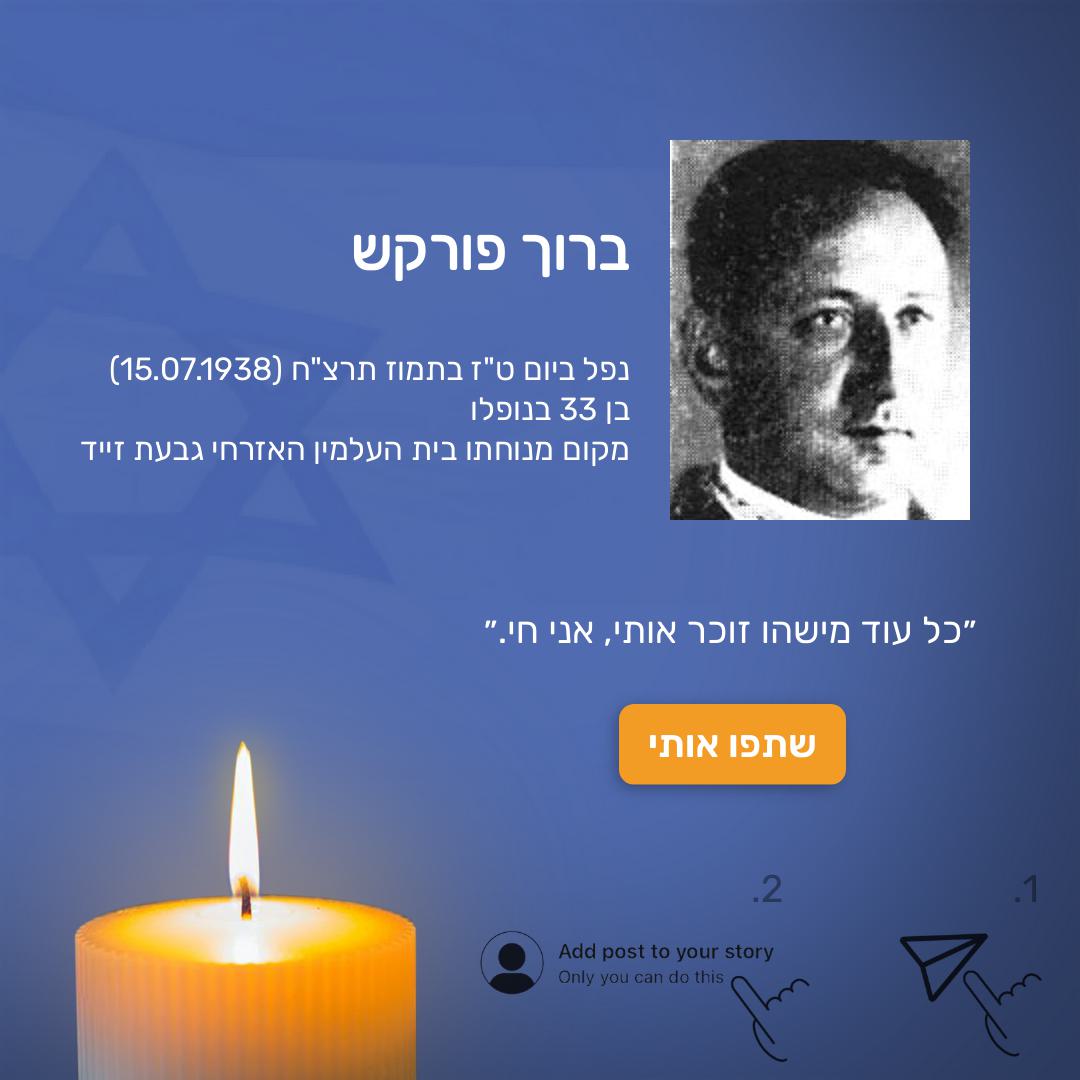 ברוך פורקש
נפל ביום ט"ז בתמוז תרצ"ח (15.07.1938)
בן 33 בנופלו
מקום מנוחתו בית העלמין האזרחי גבעת זייד
״כל עוד מישהו זוכר אותי, אני חי.״
שתפו אותי
.1
.2
Add post to your story
Only you can do this